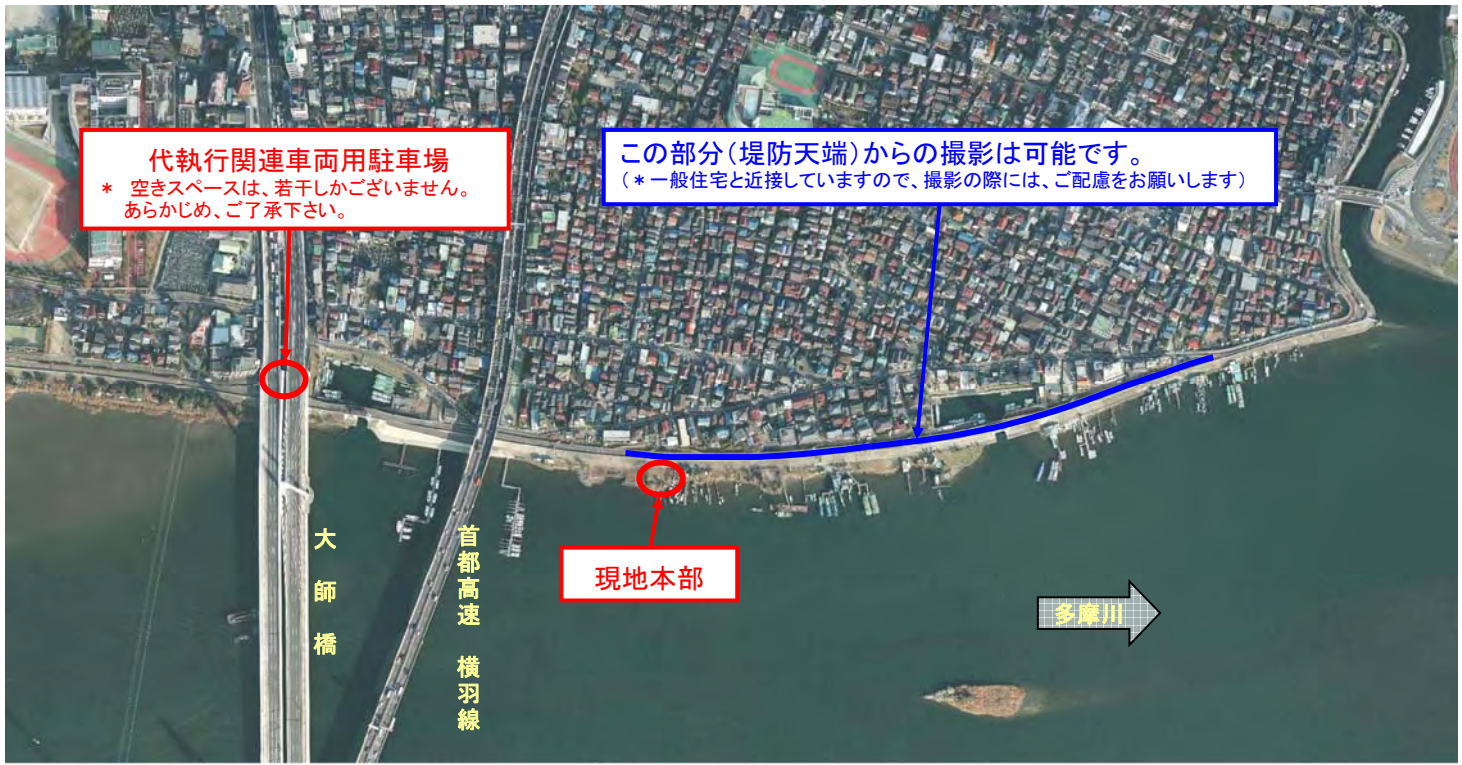 代執行関連車両用駐車場
* 空きスペースは、若干しかございません。
あらかじめ、ご了承下さい。
この部分(堤防天端)からの撮影は可能です。
(*一般住宅と近接していますので、撮影の際には、ご配慮をお願いします)
大師橋
首都高速 横羽線
現地本部
多摩川